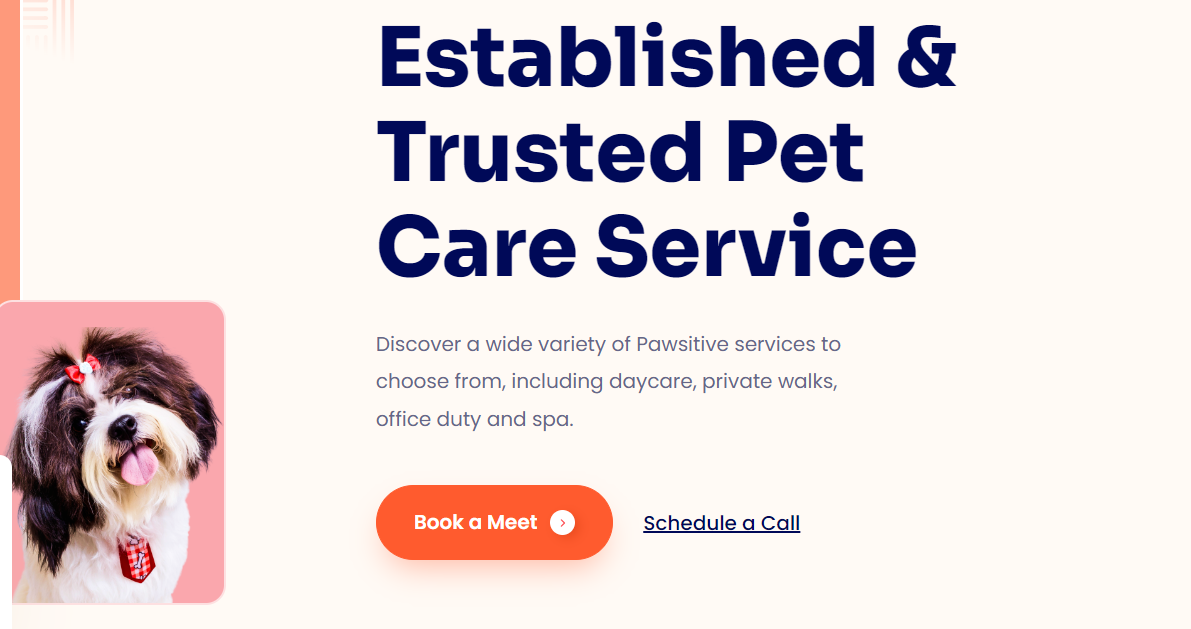 Established &
Trusted Pet
Care Service
Discover a wide variety of Pawsitive services to
choose from, including daycare, private walks,
office duty and spa.
Book a Meet
Schedule a Call